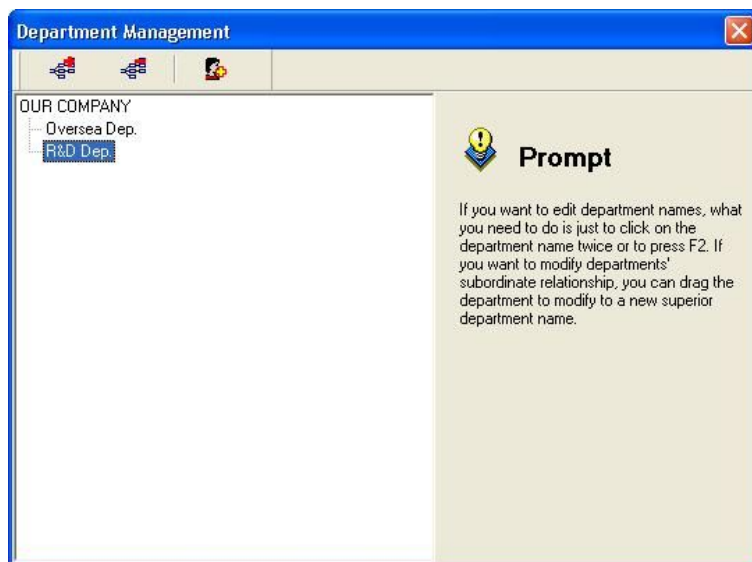 Department Management
OUR COMPANY
Oversea Dep.
R&D Dep.
Prompt
If you want to edit department names, what
you need to do is just to click on the
department name twice or to press F2. If
you want to modify departments'
subordinate relationship, you can drag the
department to modify to a new superior
department name.